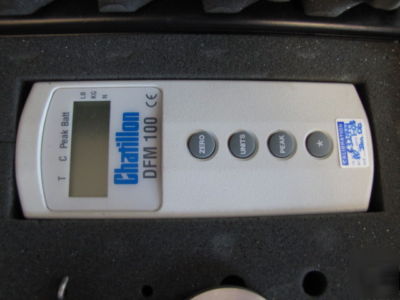 LB
KG
N
T C Peak Batt
Chatillon
DFM 100 CE
ZERO
UNITS
PEAK
*